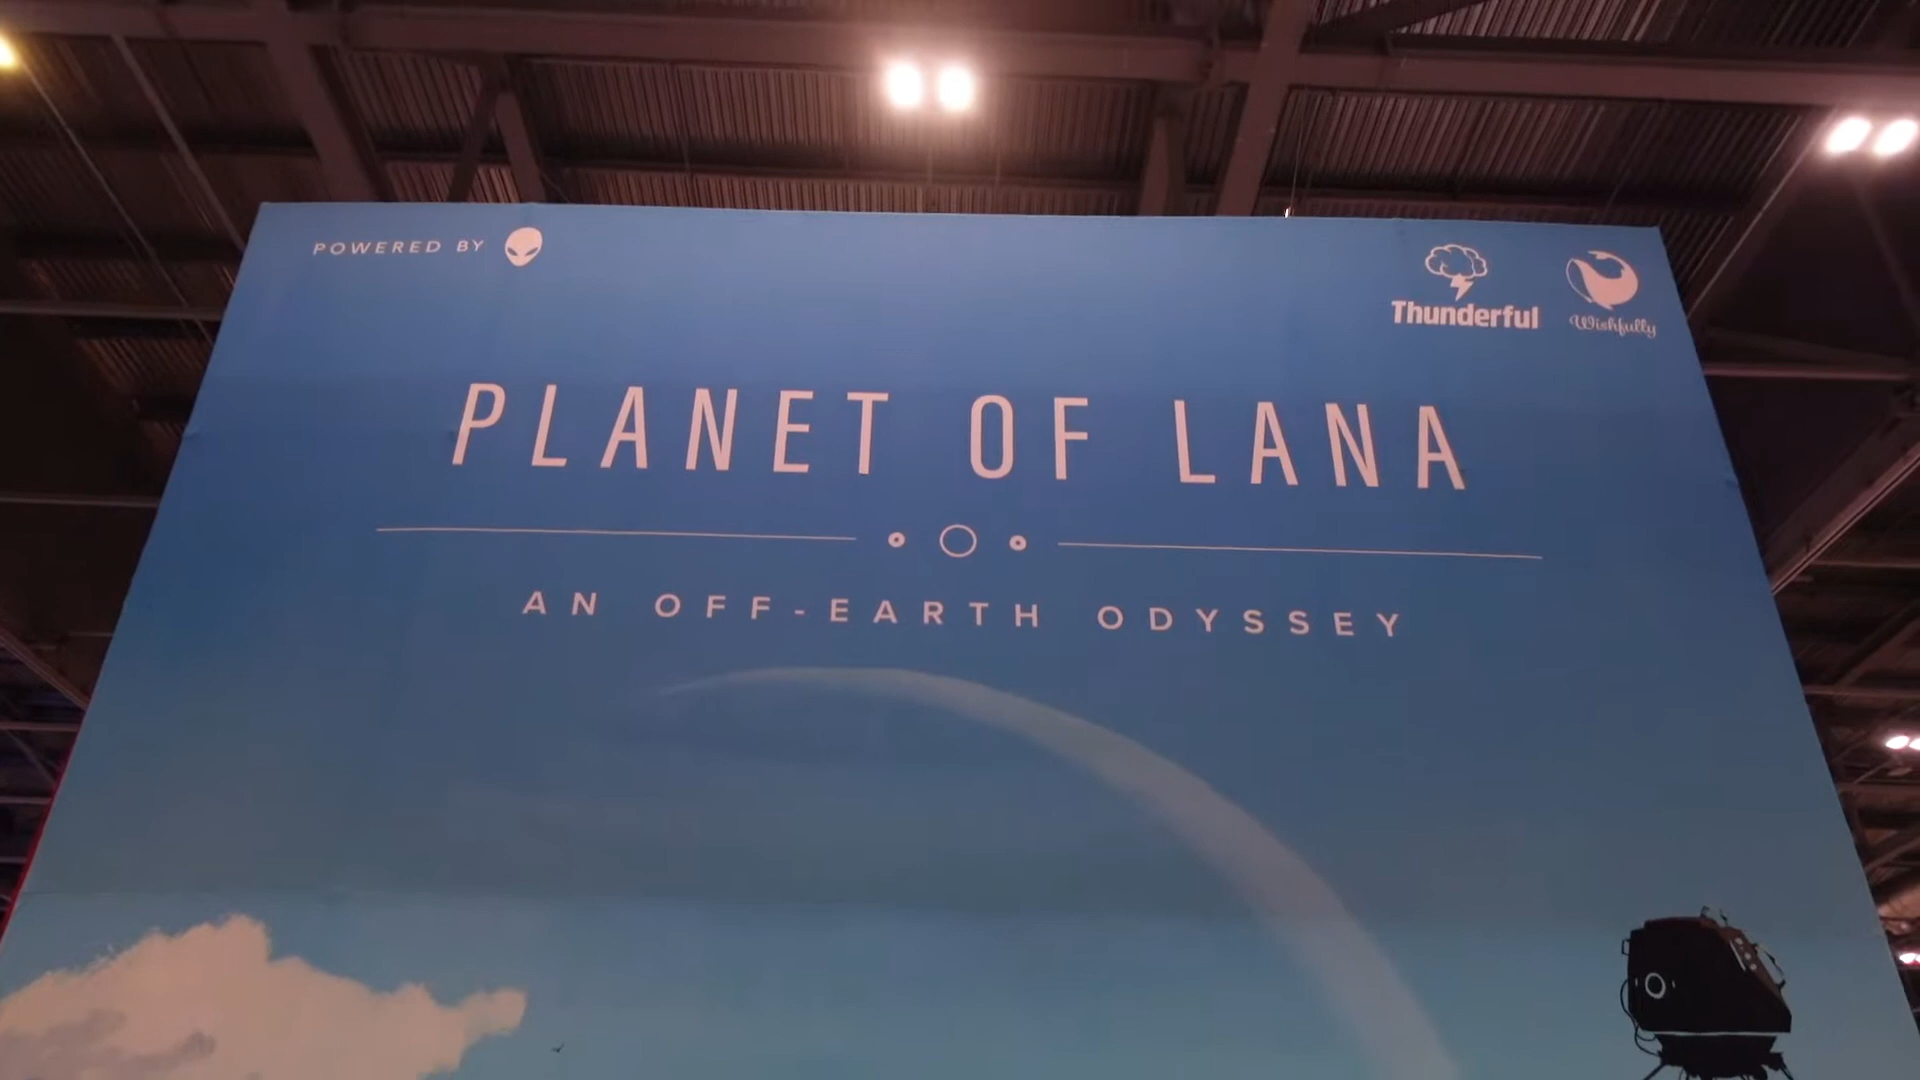 POWERED BY
Thunderful
Wishfully
PLANET OF LANA
AN OFF-EARTH ODYSSEY